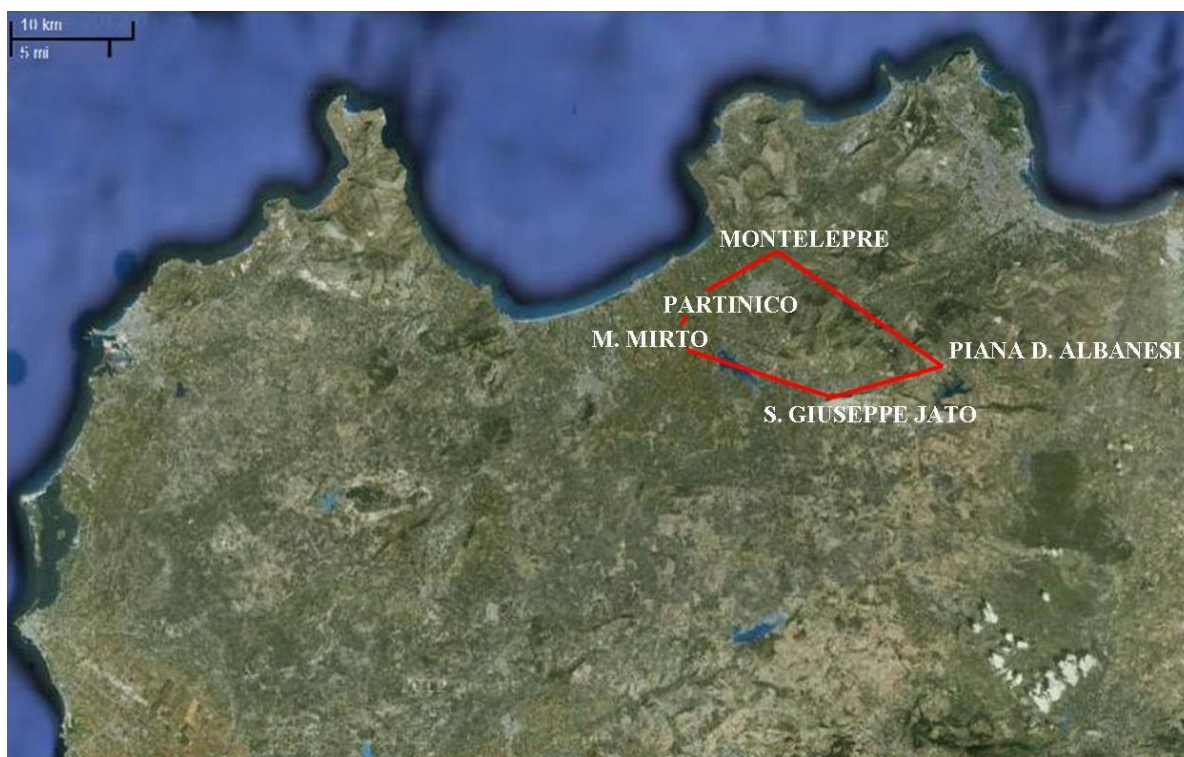 10 km
5 mi
MONTELEPRE
PARTINICO
M. MIRTO
PIANA D. ALBANESI
S. GIUSEPPE JATO